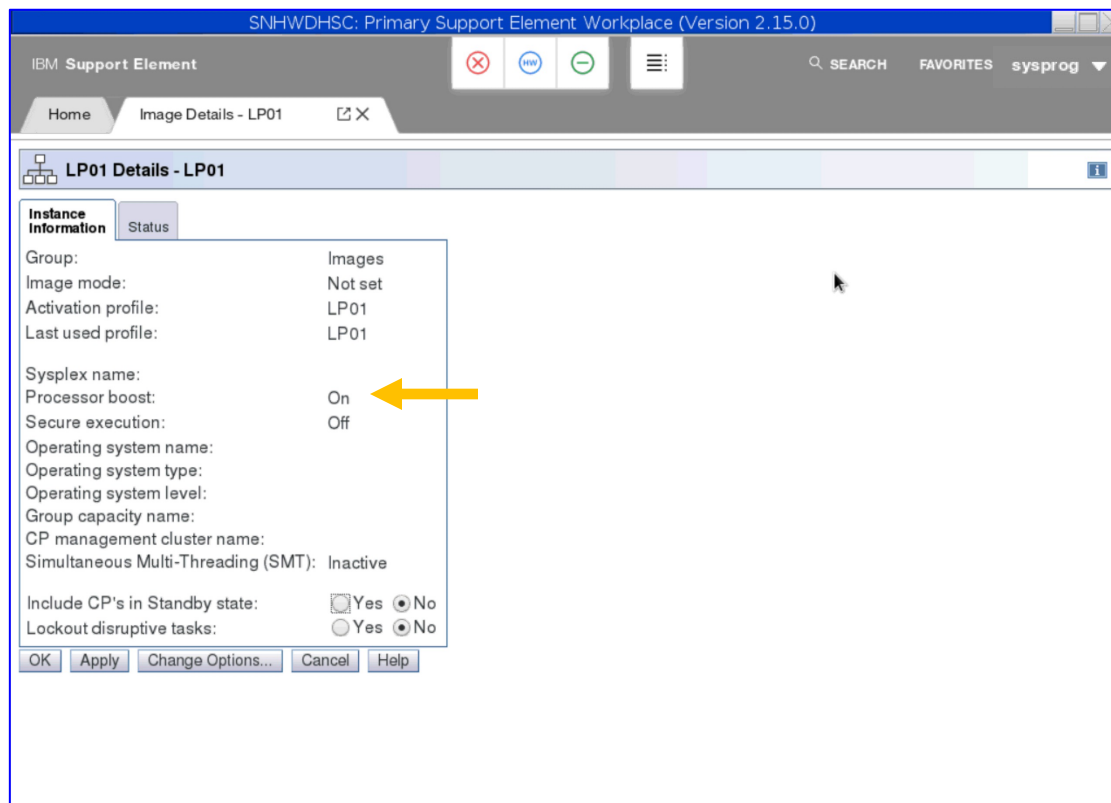 SNHWDHSC: Primary Support Element Workplace (Version 2.15.0)
IBM Support Element
HW
SEARCH
FAVORITES
sysprog
Home
Image Details - LP01
LP01 Details - LP01
i
Instance Information
Status
Group: Images
Image mode: Not set
Activation profile: LP01
Last used profile: LP01
Sysplex name:
Processor boost: On
Secure execution: Off
Operating system name:
Operating system type:
Operating system level:
Group capacity name:
CP management cluster name:
Simultaneous Multi-Threading (SMT): Inactive
Include CP's in Standby state: Yes No
Lockout disruptive tasks: Yes No
OK Apply Change Options... Cancel Help